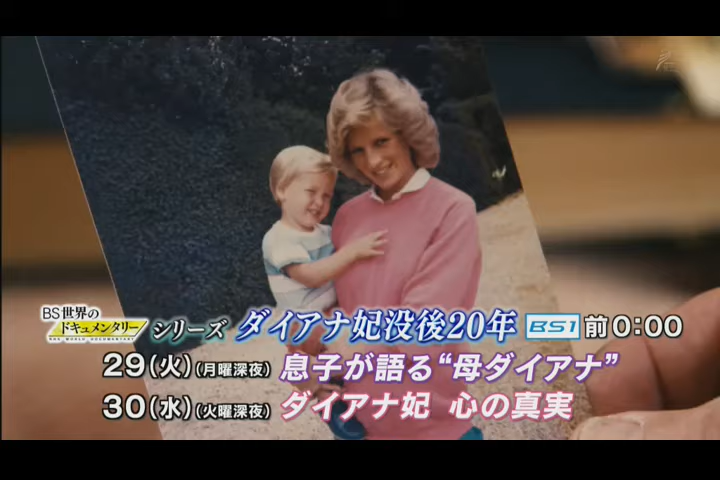 BS世界のドキュメンタリー
BS WORLD DOCUMENTARY
シリーズ ダイアナ妃没後20年 BS1 前0:00
29(火)(月曜深夜) 息子が語る“母ダイアナ”
30(水)(火曜深夜) ダイアナ妃 心の真実